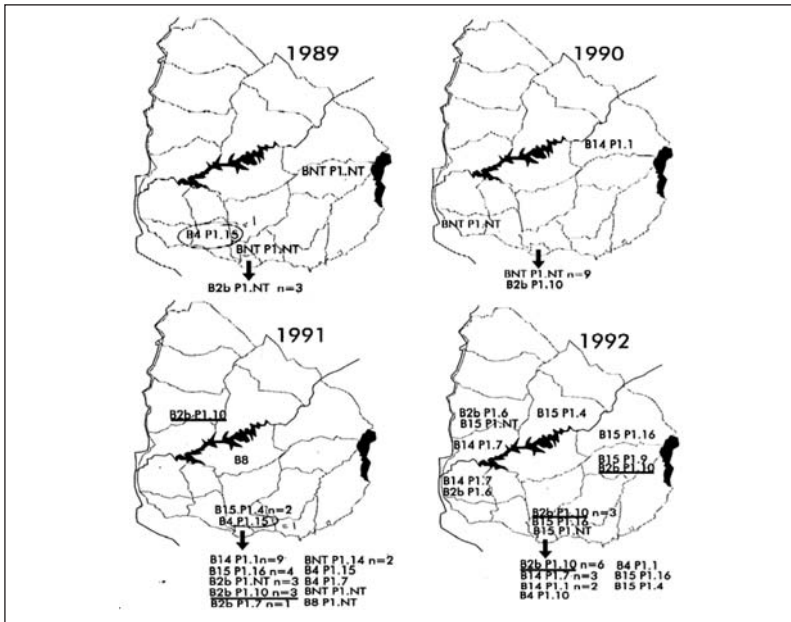 1989
BNT P1.NT
B4 P1.15
BNT P1.NT
B2b P1.NT n=3
1990
B14 P1.1
BNT P1.NT
BNT P1.NT n=9
B2b P1.10
1991
B2b P1.10
B8
B15 P1.4 n=2
B4 P1.15
B14 P1.1n=9 BNT P1.14 n=2
B15 P1.16 n=4 B4 P1.15
B2b P1.NT n=3 B4 P1.7
B2b P1.10 n=3 BNT P1.NT
B2b P1.7 n=1 B8 P1.NT
1992
B2b P1.6 B15 P1.4
B15 P1.NT
B15 P1.16
B14 P1.7
B15 P1.9
B2b P1.10
B14 P1.7
B2b P1.6
B2b P1.10 n=3
B15 P1.16
B15 P1.NT
B2b P1.10 n=6 B4 P1.1
B14 P1.7 n=3 B15 P1.16
B14 P1.1 n=2 B15 P1.4
B4 P1.10